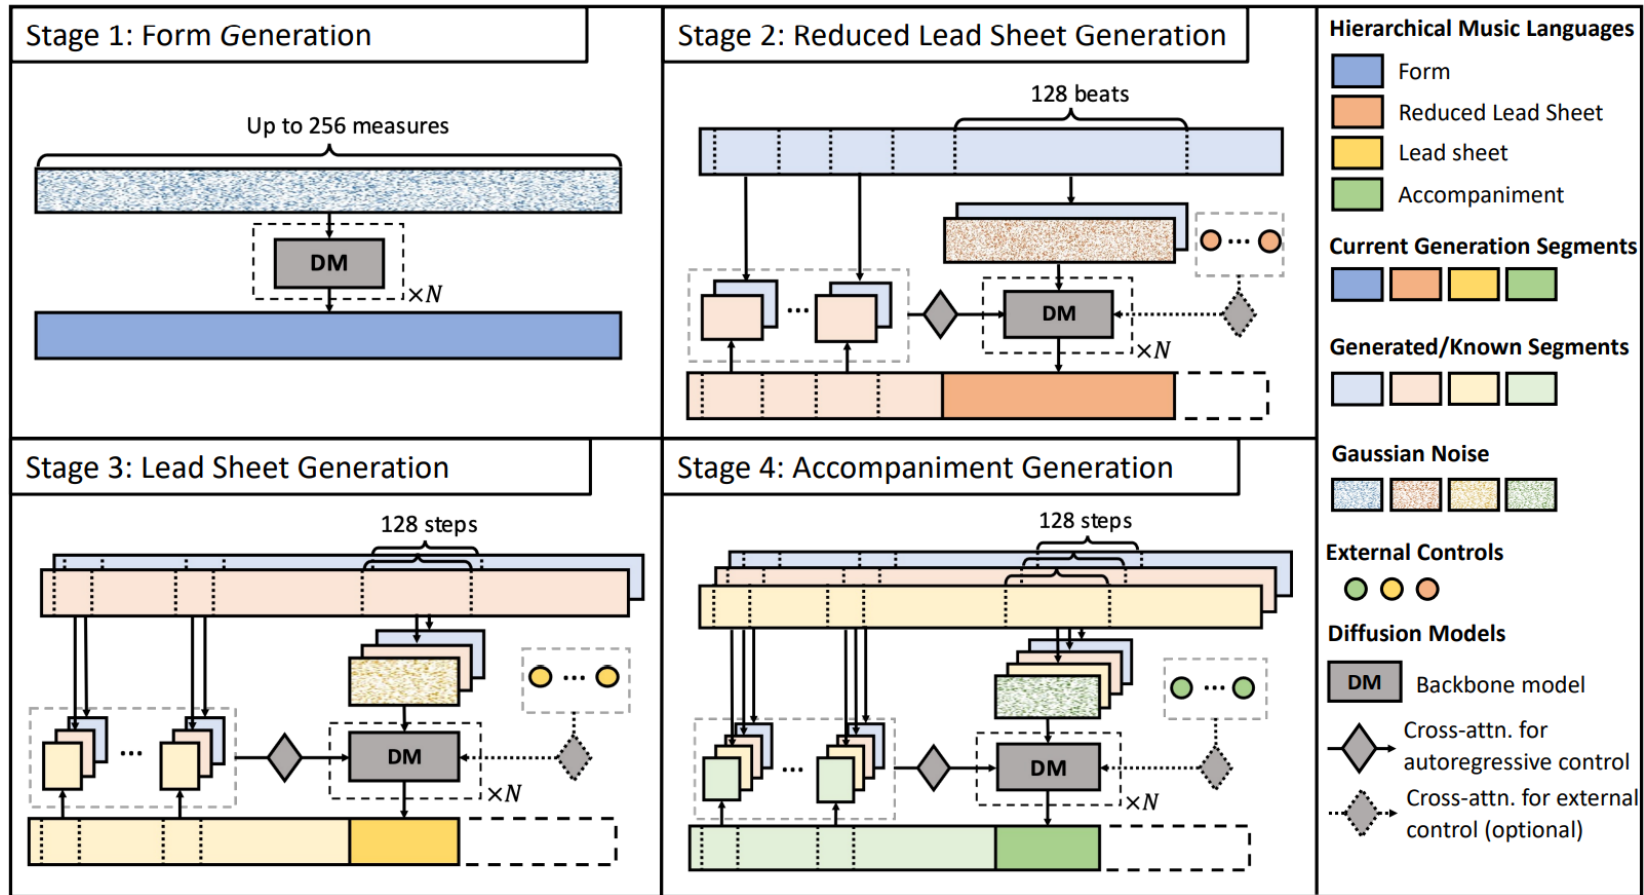 Stage 1: Form Generation
Up to 256 measures
DM
×N
Stage 2: Reduced Lead Sheet Generation
128 beats
...
...
DM
×N
Stage 3: Lead Sheet Generation
128 steps
...
...
DM
×N
Stage 4: Accompaniment Generation
128 steps
...
...
DM
×N
Hierarchical Music Languages
Form
Reduced Lead Sheet
Lead sheet
Accompaniment
Current Generation Segments
Generated/Known Segments
Gaussian Noise
External Controls
Diffusion Models
DM
Backbone model
Cross-attn. for
autoregressive control
Cross-attn. for external
control (optional)